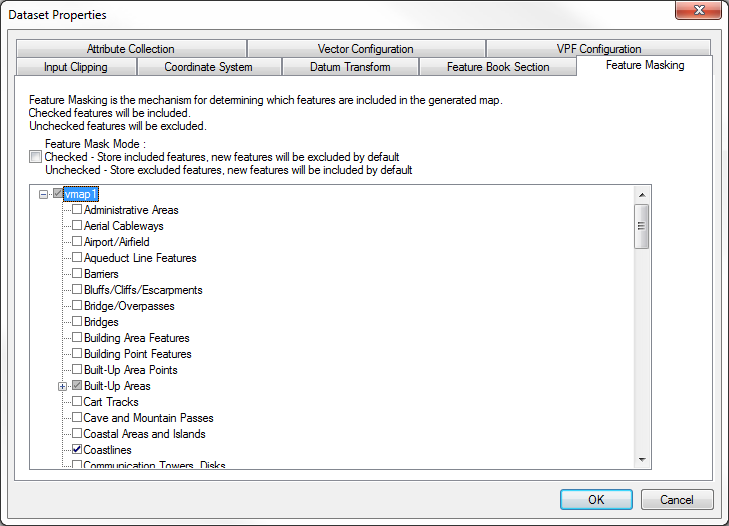 Dataset Properties
Attribute Collection
Vector Configuration
VPF Configuration
Input Clipping
Coordinate System
Datum Transform
Feature Book Section
Feature Masking
Feature Masking is the mechanism for determining which features are included in the generated map.
Checked features will be included.
Unchecked features will be excluded.
Feature Mask Mode :
Checked - Store included features, new features will be excluded by default
Unchecked - Store excluded features, new features will be included by default
vmap1
Administrative Areas
Aerial Cableways
Airport/Airfield
Aqueduct Line Features
Barriers
Bluffs/Cliffs/Escarpments
Bridge/Overpasses
Bridges
Building Area Features
Building Point Features
Built-Up Area Points
Built-Up Areas
Cart Tracks
Cave and Mountain Passes
Coastal Areas and Islands
Coastlines
Communication Towers, Disks
OK
Cancel